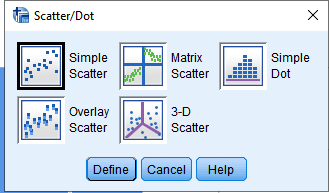 Scatter/Dot
Simple
Scatter
Matrix
Scatter
Simple
Dot
Overlay
Scatter
3-D
Scatter
Define
Cancel
Help